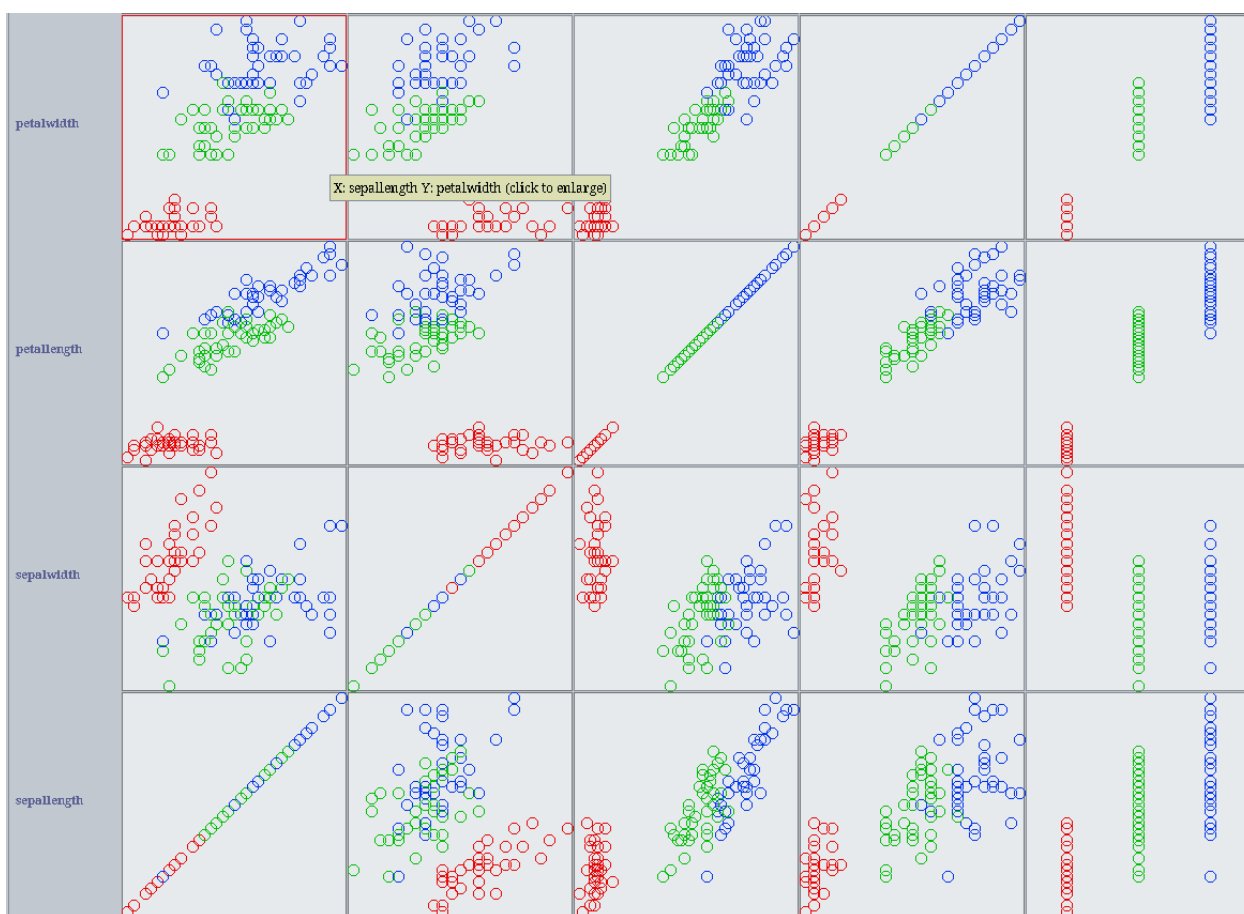 petalwidth
X: sepallength Y: petalwidth (click to enlarge)
petallength
sepalwidth
sepallength